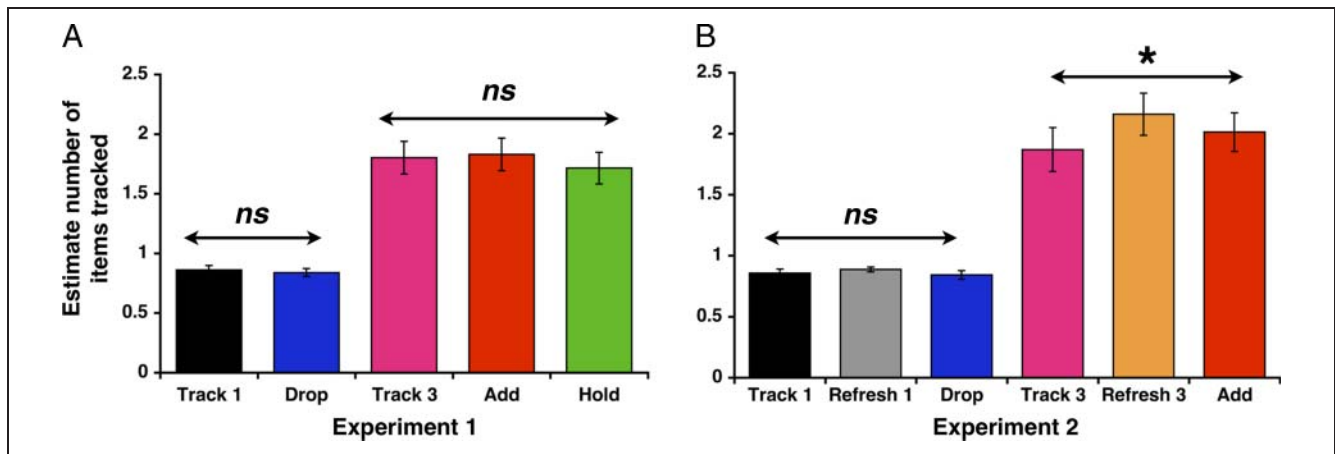 A
Estimate number of
items tracked
2.5
2
1.5
1
0.5
0
ns
ns
Track 1 Drop Track 3 Add Hold
Experiment 1
B
2.5
2
1.5
1
0.5
0
ns
*
Track 1 Refresh 1 Drop Track 3 Refresh 3 Add
Experiment 2